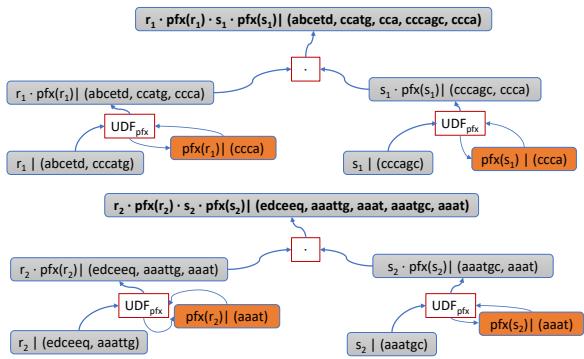 r₁ · pfx(r₁) · s₁ · pfx(s₁)| (abcetd, ccatg, cca, cccagc, ccca)
·
r₁ · pfx(r₁)| (abcetd, ccatg, ccca)
s₁ · pfx(s₁)| (cccagc, ccca)
UDFpfx
UDFpfx
pfx(r₁)| (ccca)
pfx(s₁) | (ccca)
r₁ | (abcetd, cccatg)
s₁ | (cccagc)
r₂ · pfx(r₂) · s₂ · pfx(s₂)| (edceeq, aaattg, aaat, aaatgc, aaat)
·
r₂ · pfx(r₂)| (edceeq, aaattg, aaat)
s₂ · pfx(s₂)| (aaatgc, aaat)
UDFpfx
UDFpfx
pfx(r₂)| (aaat)
pfx(s₂)| (aaat)
r₂ | (edceeq, aaattg)
s₂ | (aaatgc)